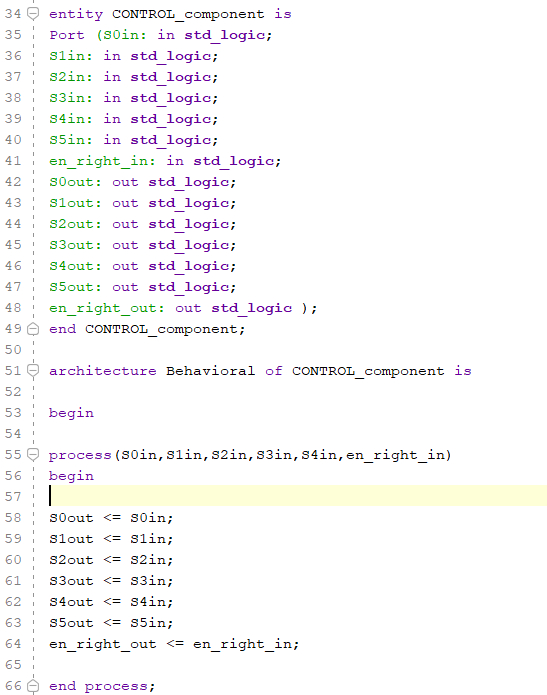 34 entity CONTROL_component is
35 Port (S0in: in std_logic;
36 S1in: in std_logic;
37 S2in: in std_logic;
38 S3in: in std_logic;
39 S4in: in std_logic;
40 S5in: in std_logic;
41 en_right_in: in std_logic;
42 S0out: out std_logic;
43 S1out: out std_logic;
44 S2out: out std_logic;
45 S3out: out std_logic;
46 S4out: out std_logic;
47 S5out: out std_logic;
48 en_right_out: out std_logic );
49 end CONTROL_component;
50
51 architecture Behavioral of CONTROL_component is
52
53 begin
54
55 process(S0in,S1in,S2in,S3in,S4in,en_right_in)
56 begin
57
58 S0out <= S0in;
59 S1out <= S1in;
60 S2out <= S2in;
61 S3out <= S3in;
62 S4out <= S4in;
63 S5out <= S5in;
64 en_right_out <= en_right_in;
65
66 end process;